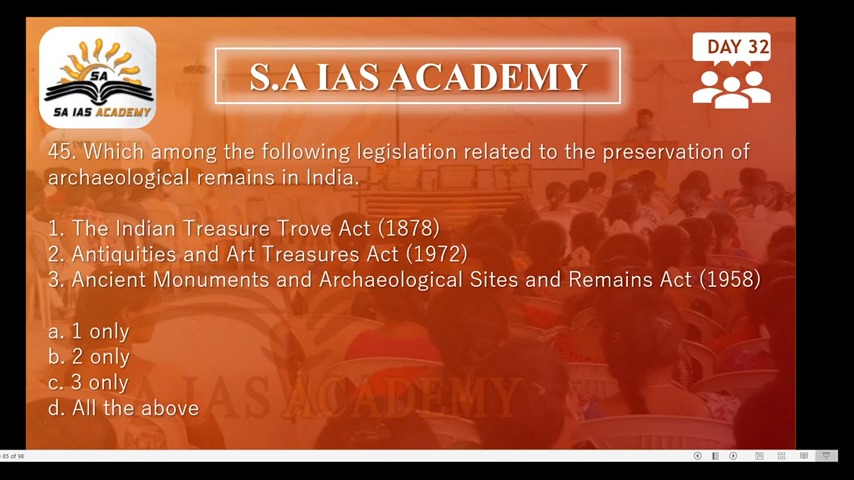 DAY 32
S.A IAS ACADEMY
SA
SA IAS ACADEMY
45. Which among the following legislation related to the preservation of
archaeological remains in India.
1. The Indian Treasure Trove Act (1878)
2. Antiquities and Art Treasures Act (1972)
3. Ancient Monuments and Archaeological Sites and Remains Act (1958)
a. 1 only
b. 2 only
c. 3 only
d. All the above
IAS ACADEMY
85 of 98